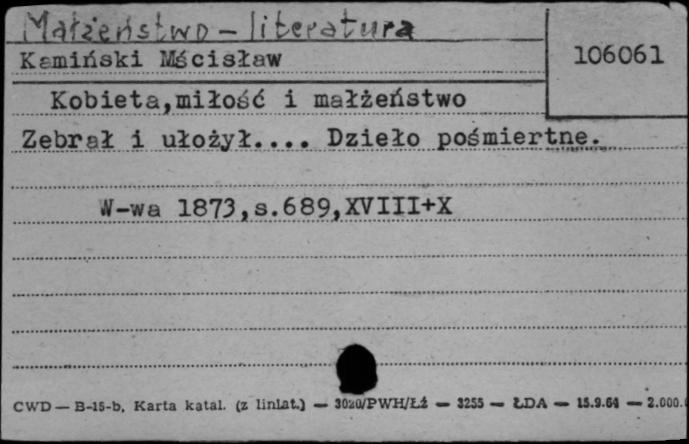 Małżeństwo - literatura
Kamiński Mścisław
106061
Kobieta,miłość i małżeństwo
Zebrał i ułożył.... Dzieło pośmiertne.
W-wa 1873,s.689,XVIII+X
CWD — B-15-b, Karta katal. (z liniat.) — 3020/PWH/Łź — 3255 — ŁDA — 15.9.64 — 2.000.